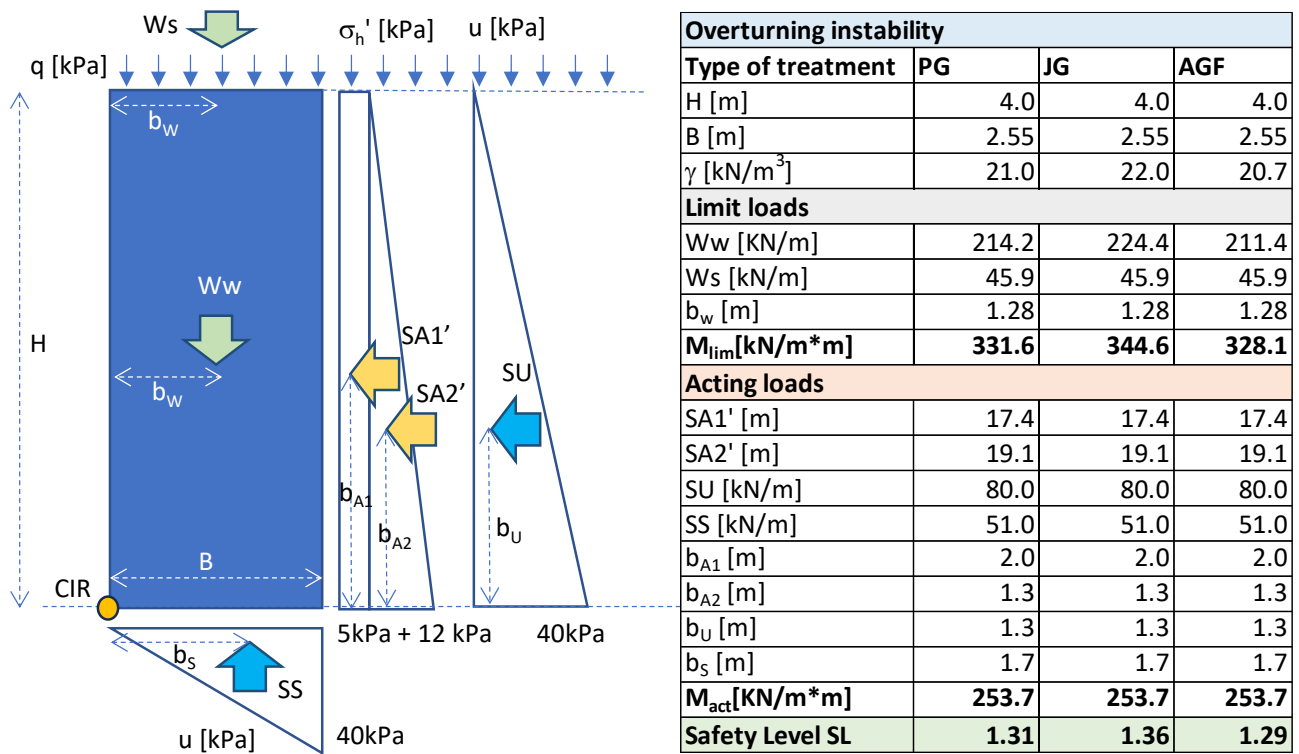 Ws
σh' [kPa]
u [kPa]
q [kPa]
bW
H
Ww
bW
SA1’
SA2’
SU
bA1
bA2
bU
B
CIR
5kPa + 12 kPa
40kPa
bS
SS
u [kPa]
40kPa
Overturning instability
Type of treatment PG JG AGF
H [m] 4.0 4.0 4.0
B [m] 2.55 2.55 2.55
γ [kN/m³] 21.0 22.0 20.7
Limit loads
Ww [KN/m] 214.2 224.4 211.4
Ws [kN/m] 45.9 45.9 45.9
bw [m] 1.28 1.28 1.28
Mlim[kN/m*m] 331.6 344.6 328.1
Acting loads
SA1' [m] 17.4 17.4 17.4
SA2' [m] 19.1 19.1 19.1
SU [kN/m] 80.0 80.0 80.0
SS [kN/m] 51.0 51.0 51.0
bA1 [m] 2.0 2.0 2.0
bA2 [m] 1.3 1.3 1.3
bU [m] 1.3 1.3 1.3
bS [m] 1.7 1.7 1.7
Mact[KN/m*m] 253.7 253.7 253.7
Safety Level SL 1.31 1.36 1.29